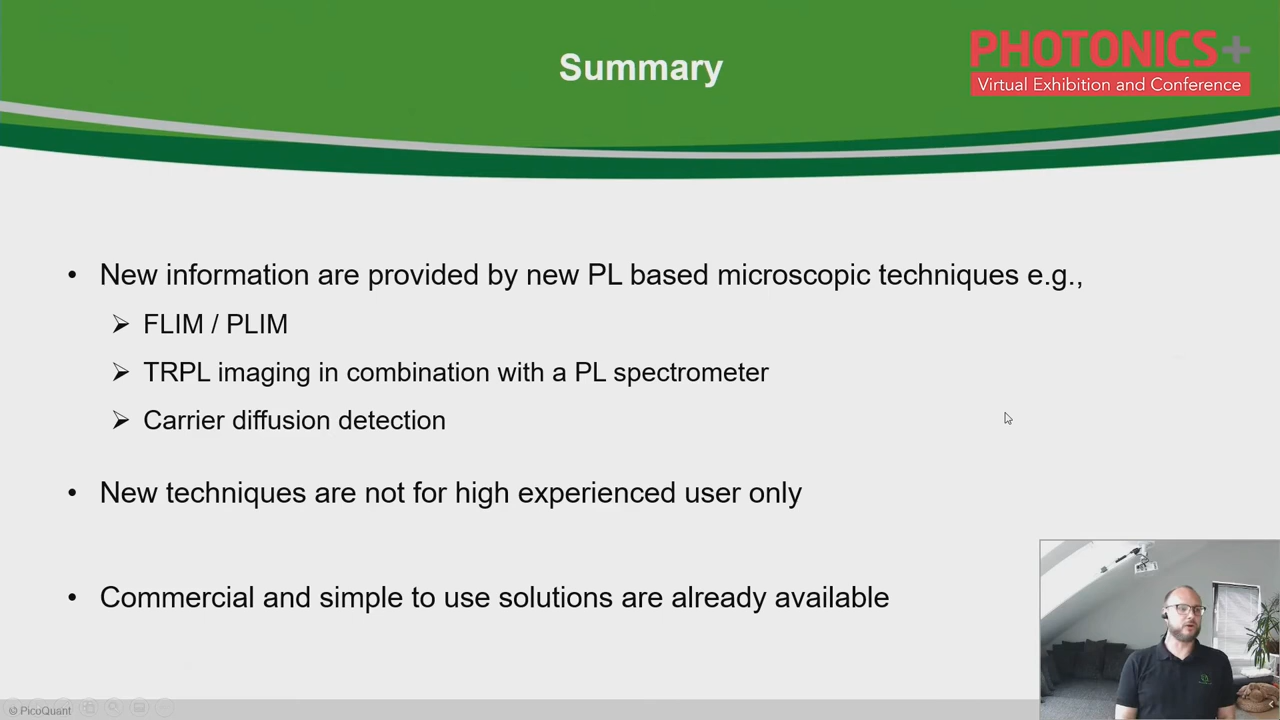 Summary
PHOTONICS+
Virtual Exhibition and Conference
• New information are provided by new PL based microscopic techniques e.g.,
➢ FLIM / PLIM
➢ TRPL imaging in combination with a PL spectrometer
➢ Carrier diffusion detection
• New techniques are not for high experienced user only
• Commercial and simple to use solutions are already available
© PicoQuant